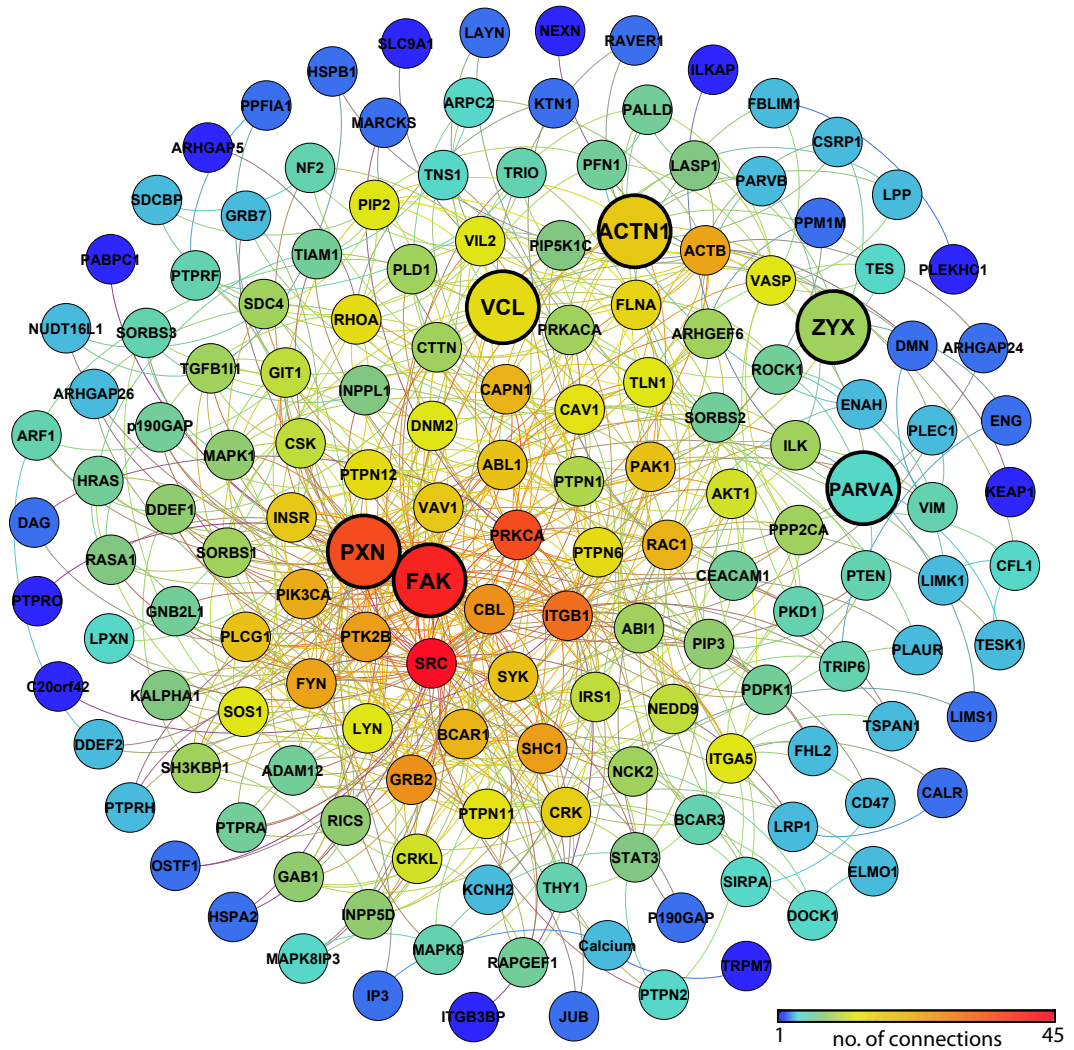 NEXN
SLC9A1
LAYN
RAVER1
HSPB1
ILKAP
PPFIA1
ARPC2
KTN1
PALLD
FBLIM1
MARCKS
CSRP1
ARHGAP5
NF2
TNS1
TRIO
PFN1
LASP1
PARVB
SDCBP
GRB7
PIP2
LPP
PPM1M
VIL2
PIP5K1C
ACTN1
ACTB
PABPC1
PTPRF
TIAM1
PLD1
VASP
TES
PLEKHC1
SDC4
RHOA
VCL
FLNA
NUDT16L1
SORBS3
PRKACA
ARHGEF6
ZYX
DMN
ARHGAP24
CTTN
TGFB1I1
GIT1
INPPL1
CAPN1
TLN1
ROCK1
ARHGAP26
CAV1
ENAH
ENG
ARF1
p190GAP
DNM2
SORBS2
PLEC1
CSK
ILK
MAPK1
ABL1
PAK1
HRAS
PTPN12
PTPN1
AKT1
PARVA
KEAP1
DAG
DDEF1
INSR
VAV1
VIM
PPP2CA
PRKCA
RASA1
SORBS1
PXN
PTPN6
RAC1
CFL1
FAK
CEACAM1
PTEN
LIMK1
PTPRO
GNB2L1
PIK3CA
CBL
ITGB1
PKD1
LPXN
PLCG1
PTK2B
ABI1
PIP3
PLAUR
TESK1
SRC
TRIP6
C20orf42
KALPHA1
FYN
SYK
IRS1
PDPK1
SOS1
NEDD9
LIMS1
TSPAN1
LYN
BCAR1
DDEF2
SHC1
ITGA5
FHL2
SH3KBP1
ADAM12
GRB2
NCK2
CALR
PTPRH
CD47
PTPRA
RICS
PTPN11
CRK
BCAR3
LRP1
OSTF1
CRKL
STAT3
GAB1
KCNH2
THY1
SIRPA
ELMO1
HSPA2
INPP5D
P190GAP
DOCK1
MAPK8IP3
MAPK8
RAPGEF1
Calcium
TRPM7
IP3
PTPN2
ITGB3BP
JUB
1
45
no. of connections